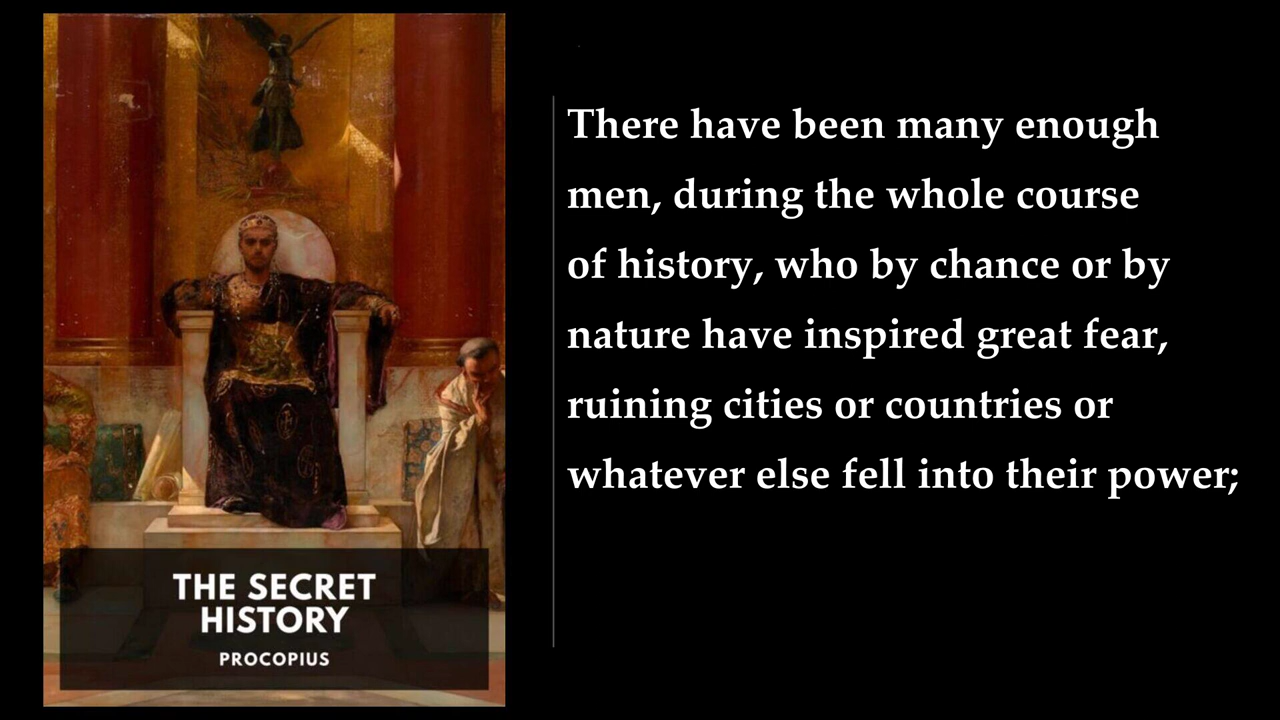 THE SECRET
HISTORY
PROCOPIUS
There have been many enough
men, during the whole course
of history, who by chance or by
nature have inspired great fear,
ruining cities or countries or
whatever else fell into their power;